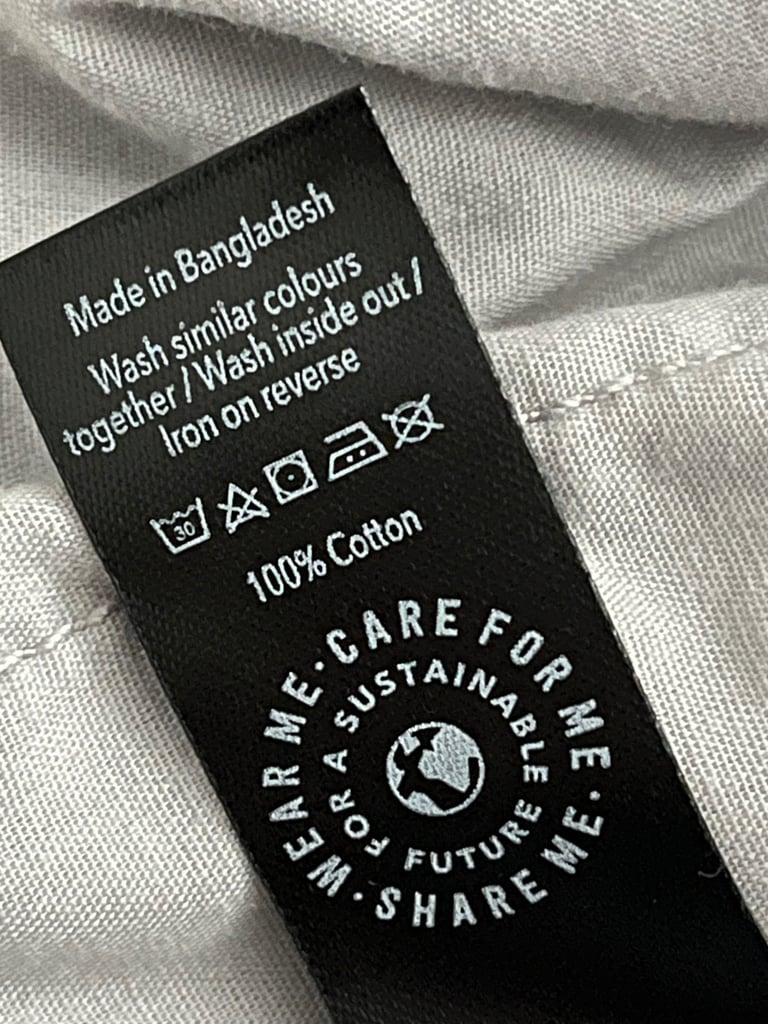 Made in Bangladesh
Wash similar colours
together / Wash inside out /
Iron on reverse
30
100% Cotton
WEAR ME · CARE FOR ME · SHARE ME ·
FOR A SUSTAINABLE FUTURE